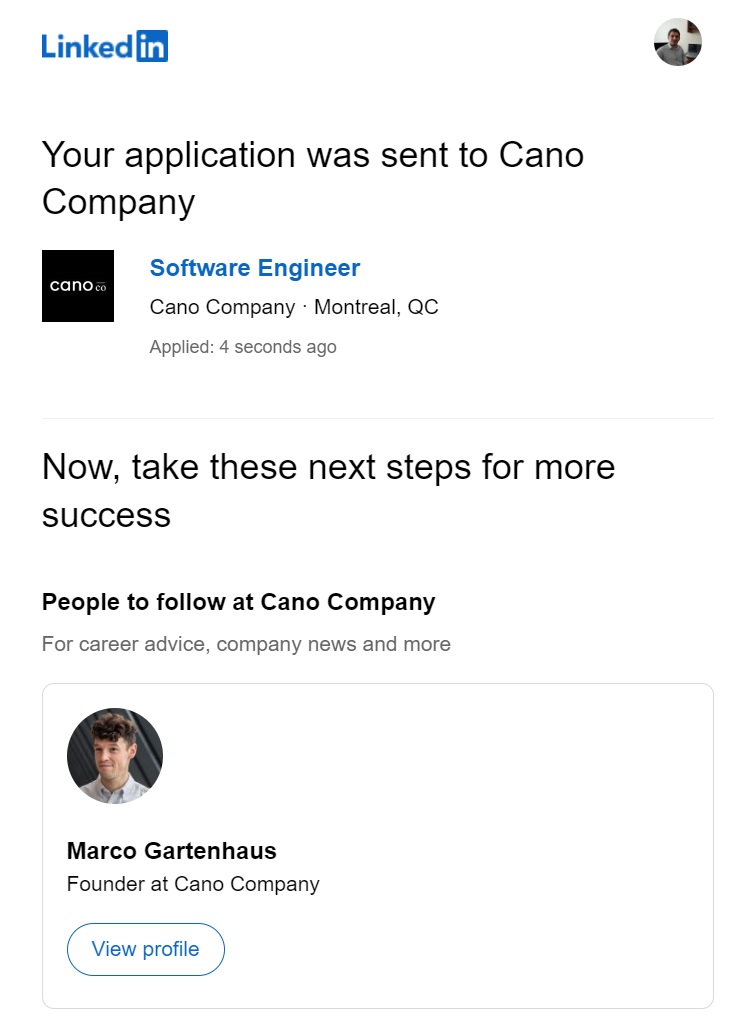 LinkedIn
Your application was sent to Cano
Company
cano co
Software Engineer
Cano Company · Montreal, QC
Applied: 4 seconds ago
Now, take these next steps for more
success
People to follow at Cano Company
For career advice, company news and more
Marco Gartenhaus
Founder at Cano Company
View profile